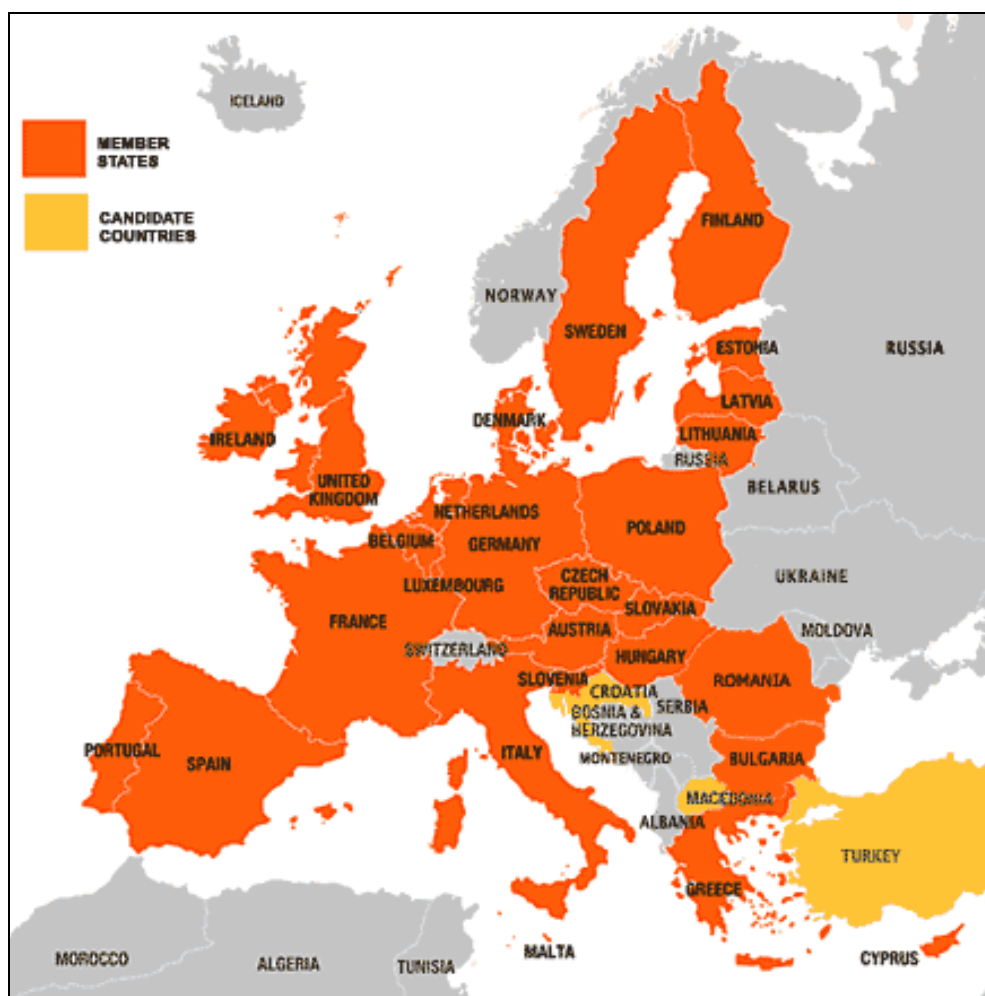 ICELAND
MEMBER
STATES
CANDIDATE
COUNTRIES
FINLAND
NORWAY
SWEDEN
ESTONIA
RUSSIA
LATVIA
DENMARK
LITHUANIA
IRELAND
RUSSIA
UNITED
KINGDOM
BELARUS
NETHERLANDS
POLAND
BELGIUM
GERMANY
UKRAINE
CZECH
REPUBLIC
LUXEMBOURG
SLOVAKIA
FRANCE
AUSTRIA
MOLDOVA
SWITZERLAND
HUNGARY
SLOVENIA
ROMANIA
CROATIA
SERBIA
BOSNIA &
HERZEGOVINA
PORTUGAL
SPAIN
ITALY
MONTENEGRO
BULGARIA
MACEDONIA
ALBANIA
TURKEY
GREECE
MALTA
CYPRUS
MOROCCO
ALGERIA
TUNISIA